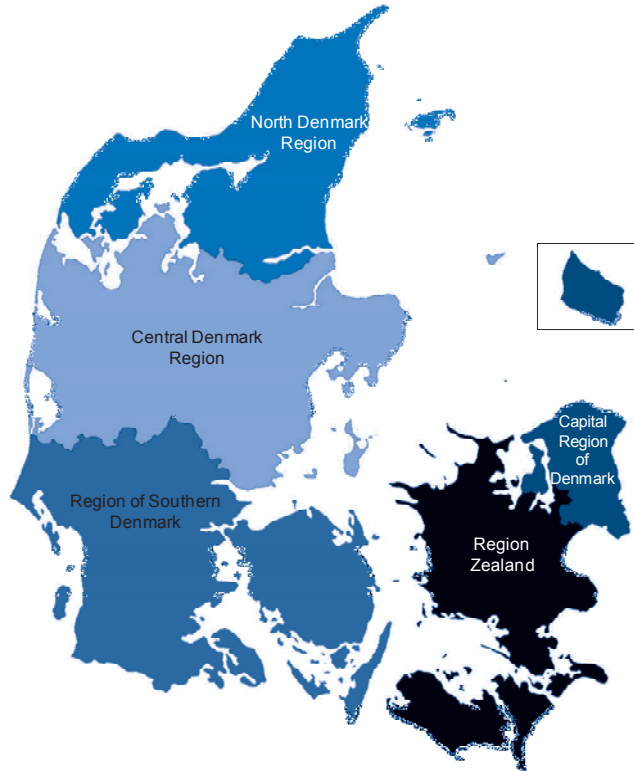 North Denmark
Region
Central Denmark
Region
Capital
Region
of
Denmark
Region of Southern
Denmark
Region
Zealand